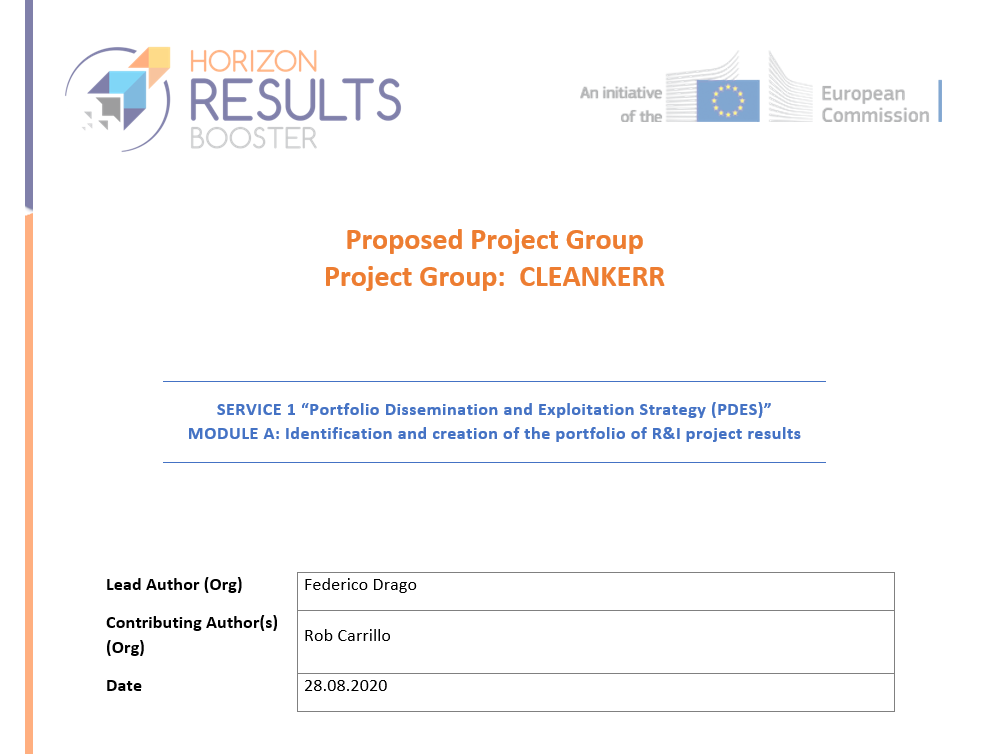 HORIZON
RESULTS
BOOSTER
An initiative
of the
European
Commission
Proposed Project Group
Project Group: CLEANKERR
SERVICE 1 “Portfolio Dissemination and Exploitation Strategy (PDES)”
MODULE A: Identification and creation of the portfolio of R&I project results
Lead Author (Org)
Federico Drago
Contributing Author(s)
(Org)
Rob Carrillo
Date
28.08.2020